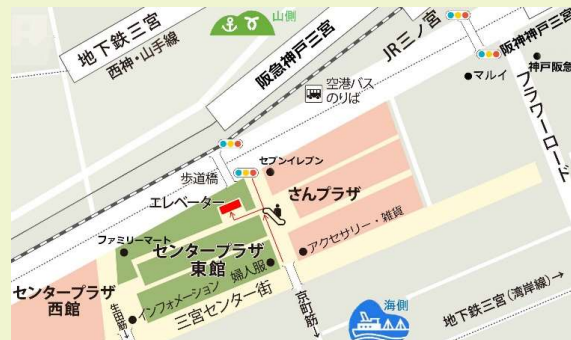 山側
地下鉄三宮
西神・山手線
阪急神戸三宮
JR三ノ宮
阪神神戸三宮
神戸阪急
マルイ
空港バス
のりば
フラワーロード
セブンイレブン
歩道橋
エレベーター
さんプラザ
ファミリーマート
センタープラザ
東館
アクセサリー・雑貨
婦人服
センタープラザ
西館
インフォメーション
三宮センター街
生田筋→
京町筋→
海側
地下鉄三宮(湾岸線)→